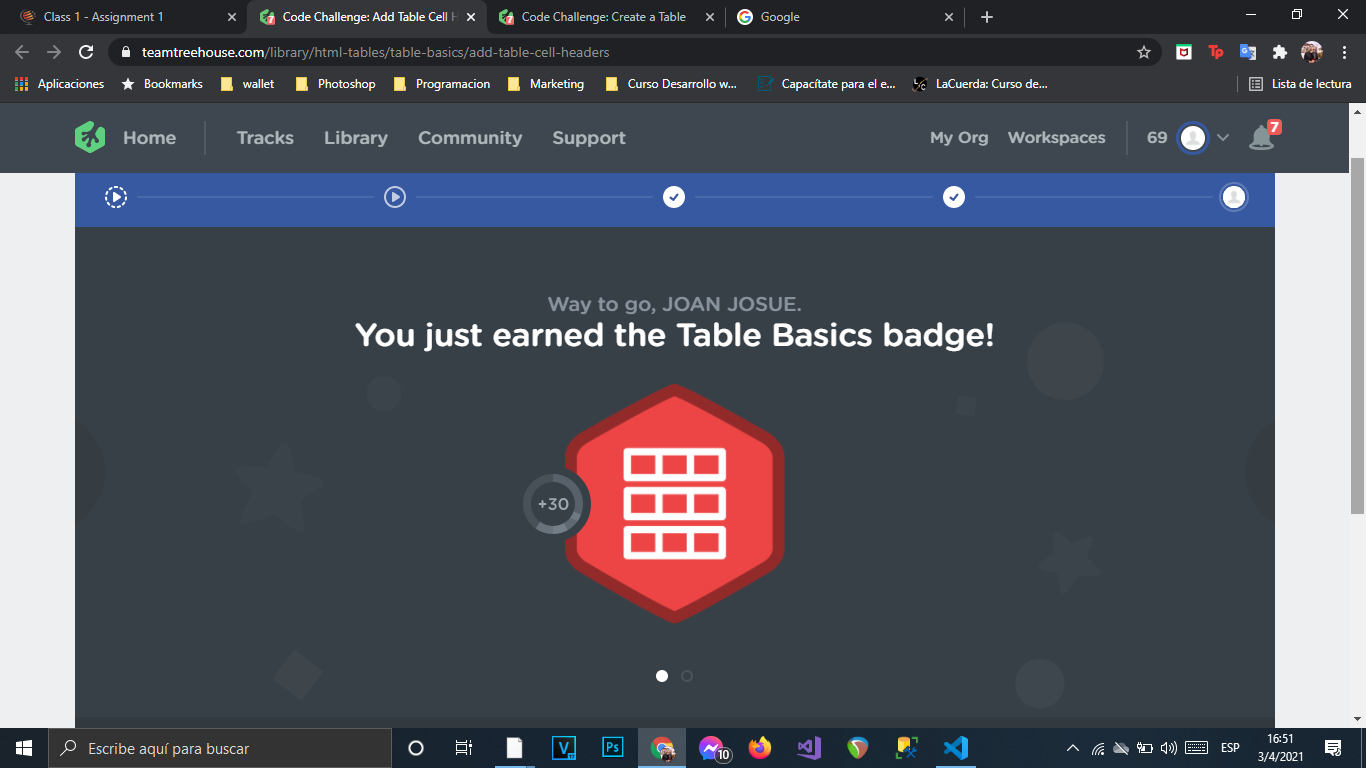 Class 1 - Assignment 1
Code Challenge: Add Table Cell H
Code Challenge: Create a Table
Google
teamtreehouse.com/library/html-tables/table-basics/add-table-cell-headers
Aplicaciones
Bookmarks
wallet
Photoshop
Programacion
Marketing
Curso Desarrollo w...
Capacítate para el e...
LaCuerda: Curso de...
Lista de lectura
Home
Tracks
Library
Community
Support
My Org
Workspaces
69
7
Way to go, JOAN JOSUE.
You just earned the Table Basics badge!
+30
Escribe aquí para buscar
10
ESP
16:51
3/4/2021